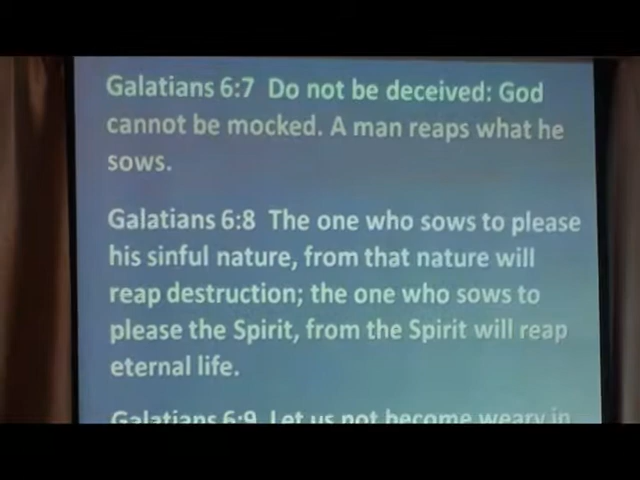 Galatians 6:7 Do not be deceived: God
cannot be mocked. A man reaps what he
sows.
Galatians 6:8 The one who sows to please
his sinful nature, from that nature will
reap destruction; the one who sows to
please the Spirit, from the Spirit will reap
eternal life.
Galatians 6:9 Let us not become weary in